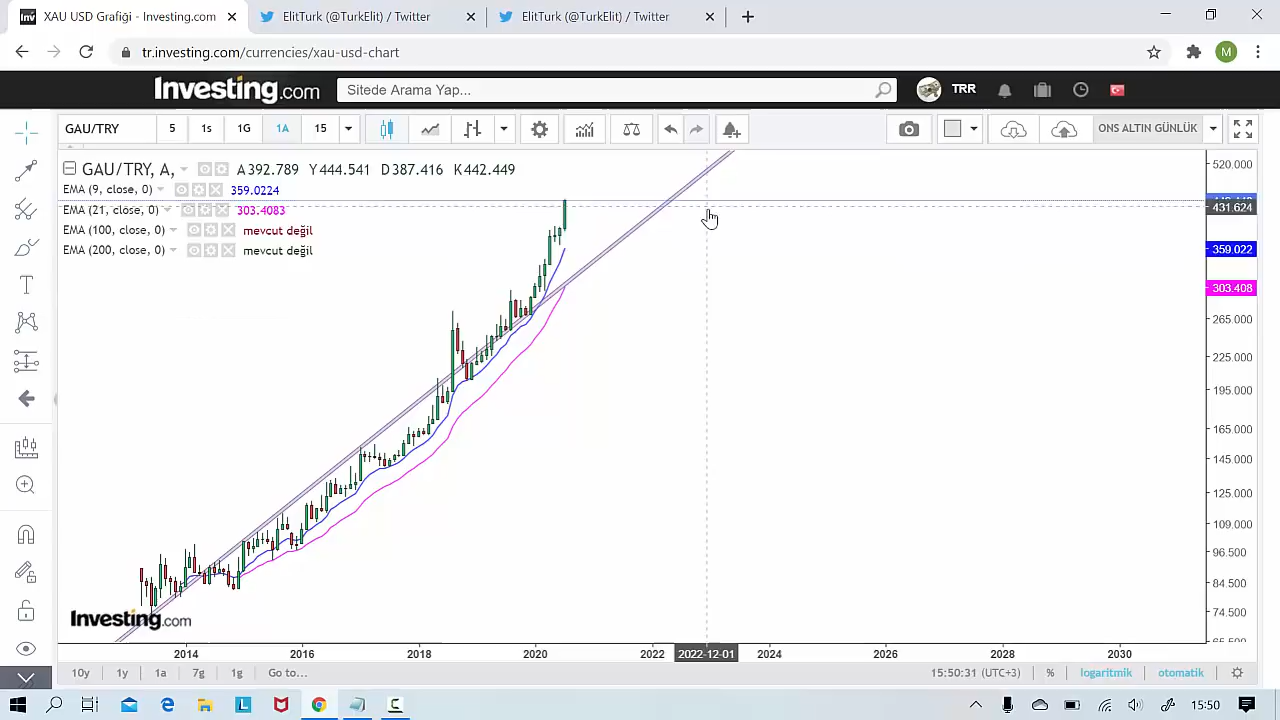 XAU USD Grafiği - Investing.com
ElitTurk (@TurkElit) / Twitter
ElitTurk (@TurkElit) / Twitter
tr.investing.com/currencies/xau-usd-chart
M
Investing.com
Sitede Arama Yap...
TRR
GAU/TRY
5
1s
1G
1A
15
ONS ALTIN GÜNLÜK
GAU/TRY, A, A 392.789 Y 444.541 D 387.416 K 442.449
EMA (9, close, 0) 359.0224
EMA (21, close, 0) 303.4083
EMA (100, close, 0) mevcut değil
EMA (200, close, 0) mevcut değil
520.000
431.624
359.022
303.408
265.000
225.000
195.000
165.000
145.000
125.000
109.000
96.500
84.500
74.500
Investing.com
2014
2016
2018
2020
2022
2022-12-01
2024
2026
2028
2030
10y
1y
1a
7g
1g
Go to...
15:50:31 (UTC+3)
%
logaritmik
otomatik
15:50